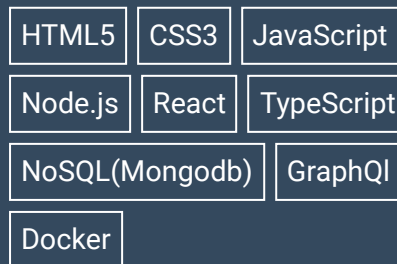 HTML5 CSS3 JavaScript
Node.js React TypeScript
NoSQL(Mongodb) GraphQl
Docker